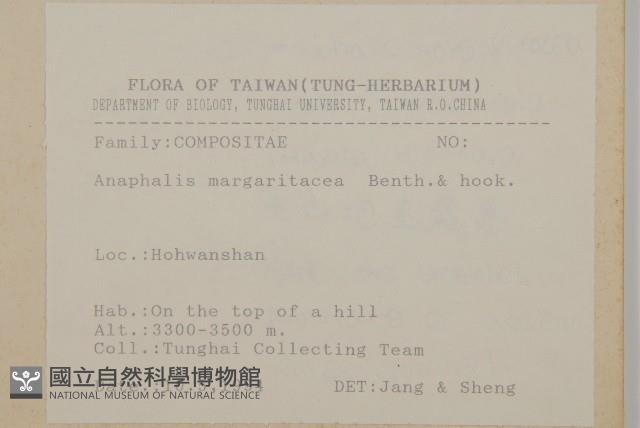 FLORA OF TAIWAN(TUNG-HERBARIUM)
DEPARTMENT OF BIOLOGY, TUNGHAI UNIVERSITY, TAIWAN R.O.CHINA
Family:COMPOSITAE NO:
Anaphalis margaritacea Benth.& hook.
Loc.:Hohwanshan
Hab.:On the top of a hill
Alt.:3300-3500 m.
Coll.:Tunghai Collecting Team
DET:Jang & Sheng
國立自然科學博物館
NATIONAL MUSEUM OF NATURAL SCIENCE